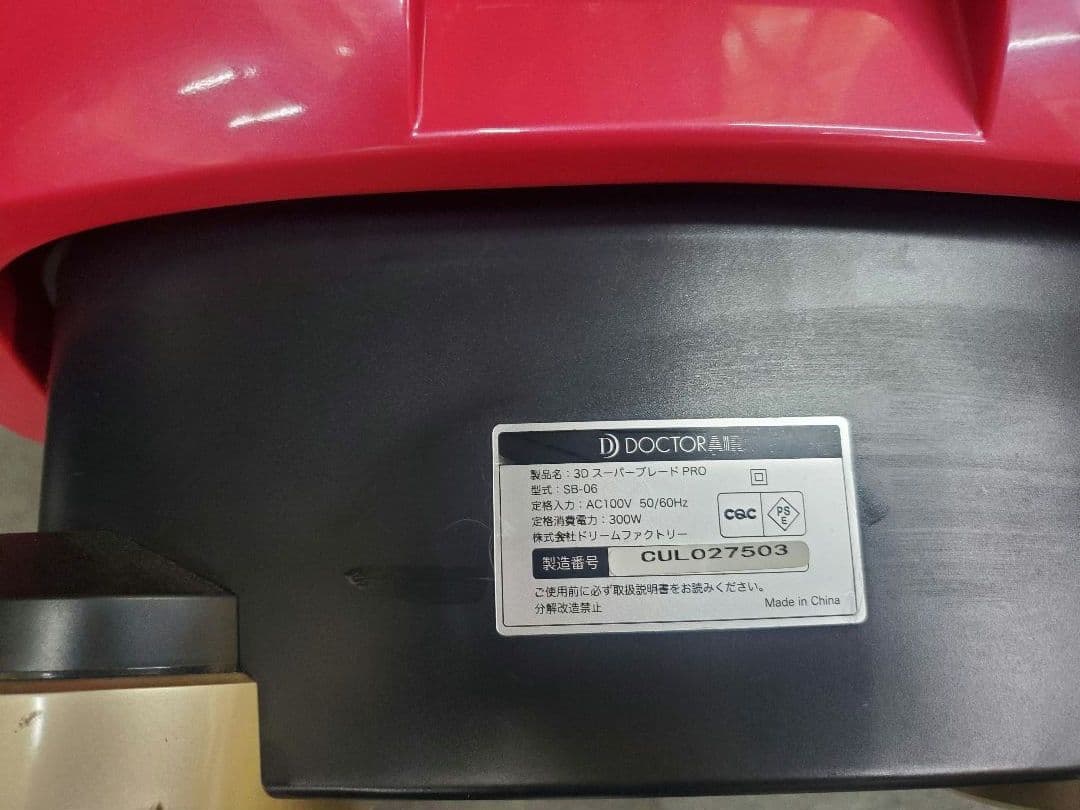 DOCTORAIR
製品名：3D スーパーブレード PRO
型式：SB-06
定格入力：AC100V 50/60Hz
定格消費電力：300W
株式会社ドリームファクトリー
CQC
PS
E
製造番号 CUL027503
ご使用前に必ず取扱説明書をお読みください。
分解改造禁止
Made in China